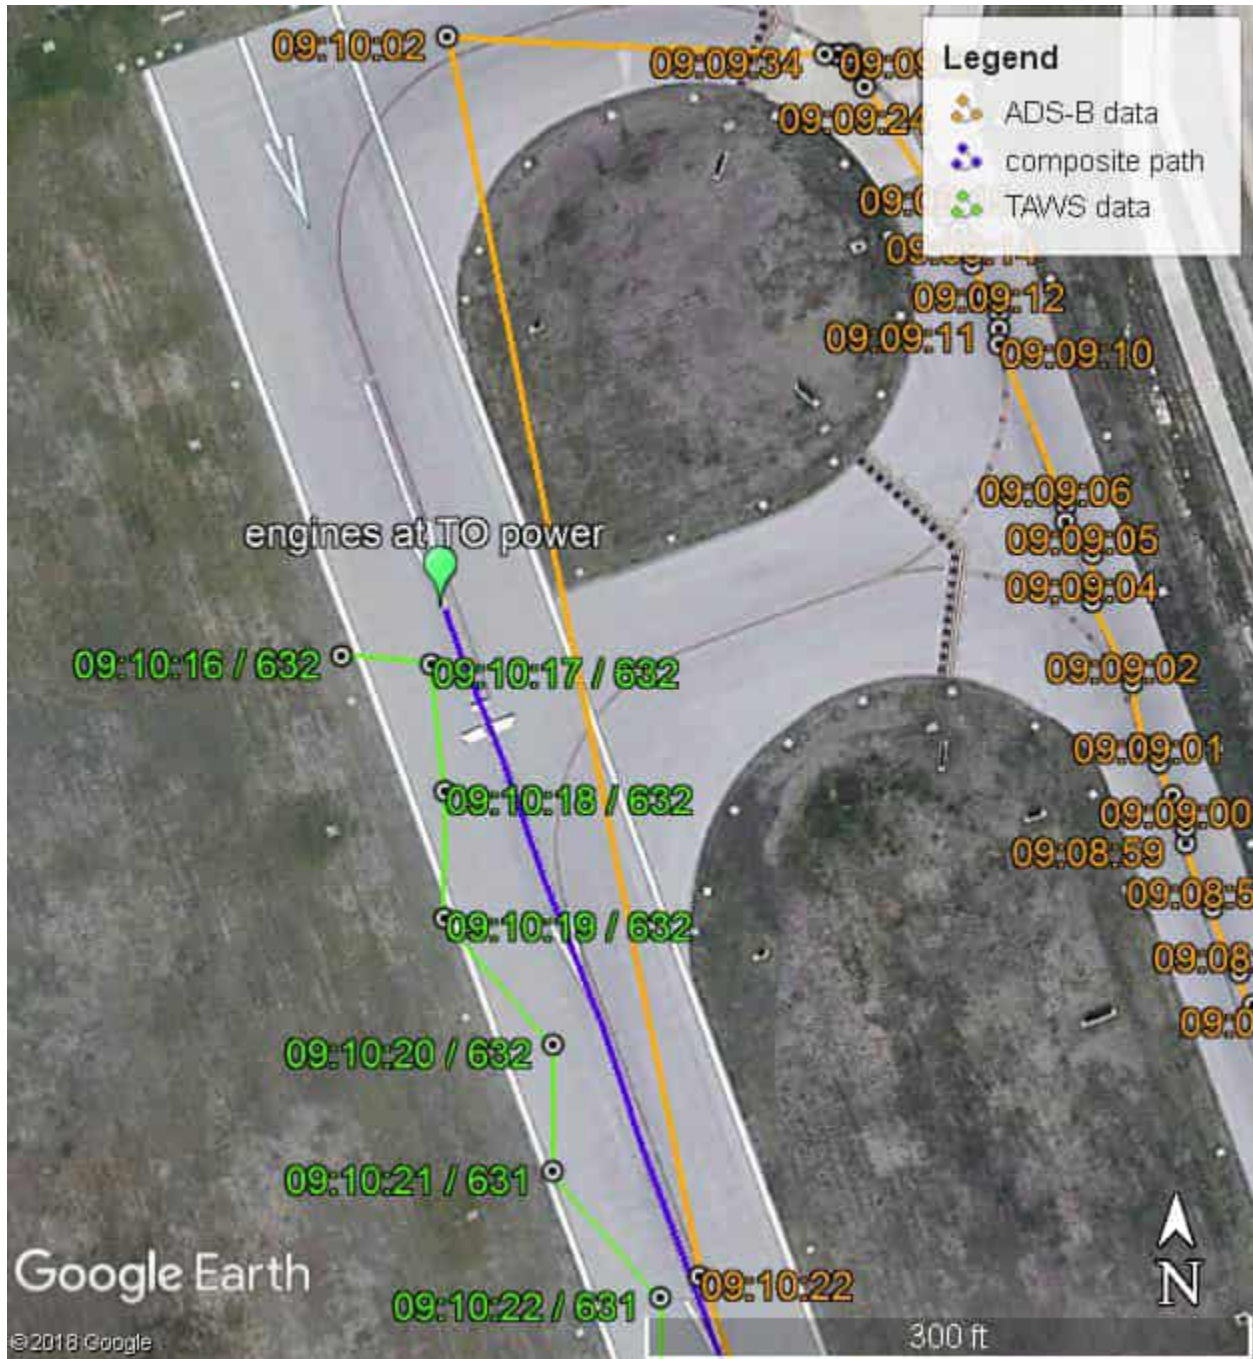 09:10:02
09:09:34
Legend
ADS-B data
composite path
TAWS data
09:09:24
09:09:12
09:09:11
09:09:10
09:09:06
engines at TO power
09:09:05
09:09:04
09:10:16 / 632
09:10:17 / 632
09:09:02
09:09:01
09:10:18 / 632
09:09:00
09:08:59
09:10:19 / 632
09:10:20 / 632
09:10:21 / 631
Google Earth
N
09:10:22
09:10:22 / 631
©2018 Google
300 ft